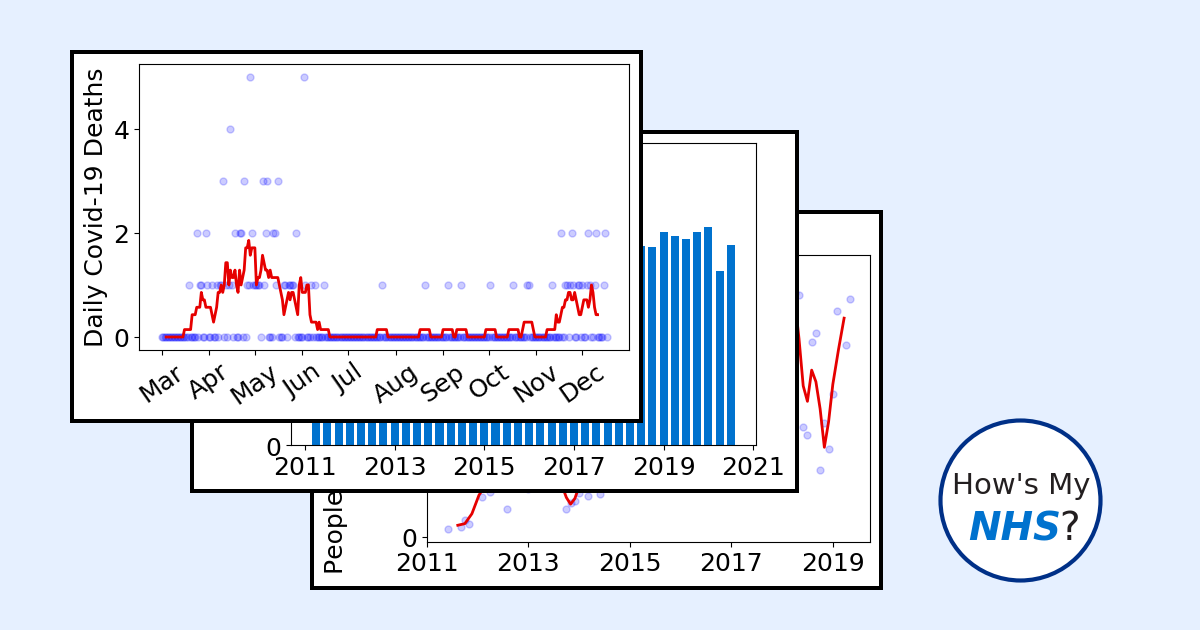 Daily Covid-19 Deaths
4
2
0
Mar Apr May Jun Jul Aug Sep Oct Nov Dec
0
2011 2013 2015 2017 2019 2021
People
0
2011 2013 2015 2017 2019
How's My
NHS?